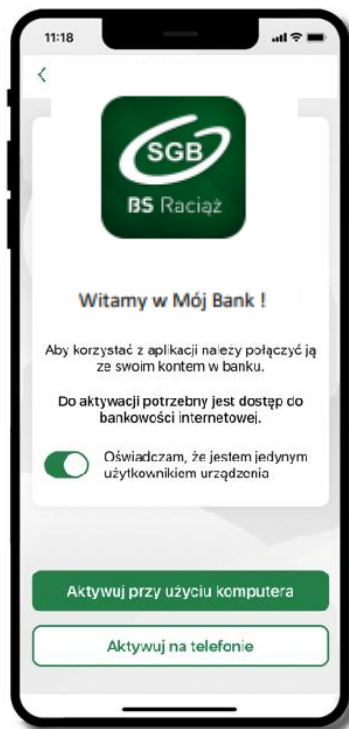 11:18
SGB
BS Raciąż
Witamy w Mój Bank !
Aby korzystać z aplikacji należy połączyć ją
ze swoim kontem w banku.
Do aktywacji potrzebny jest dostęp do
bankowości internetowej.
Oświadczam, że jestem jedynym
użytkownikiem urządzenia
Aktywuj przy użyciu komputera
Aktywuj na telefonie